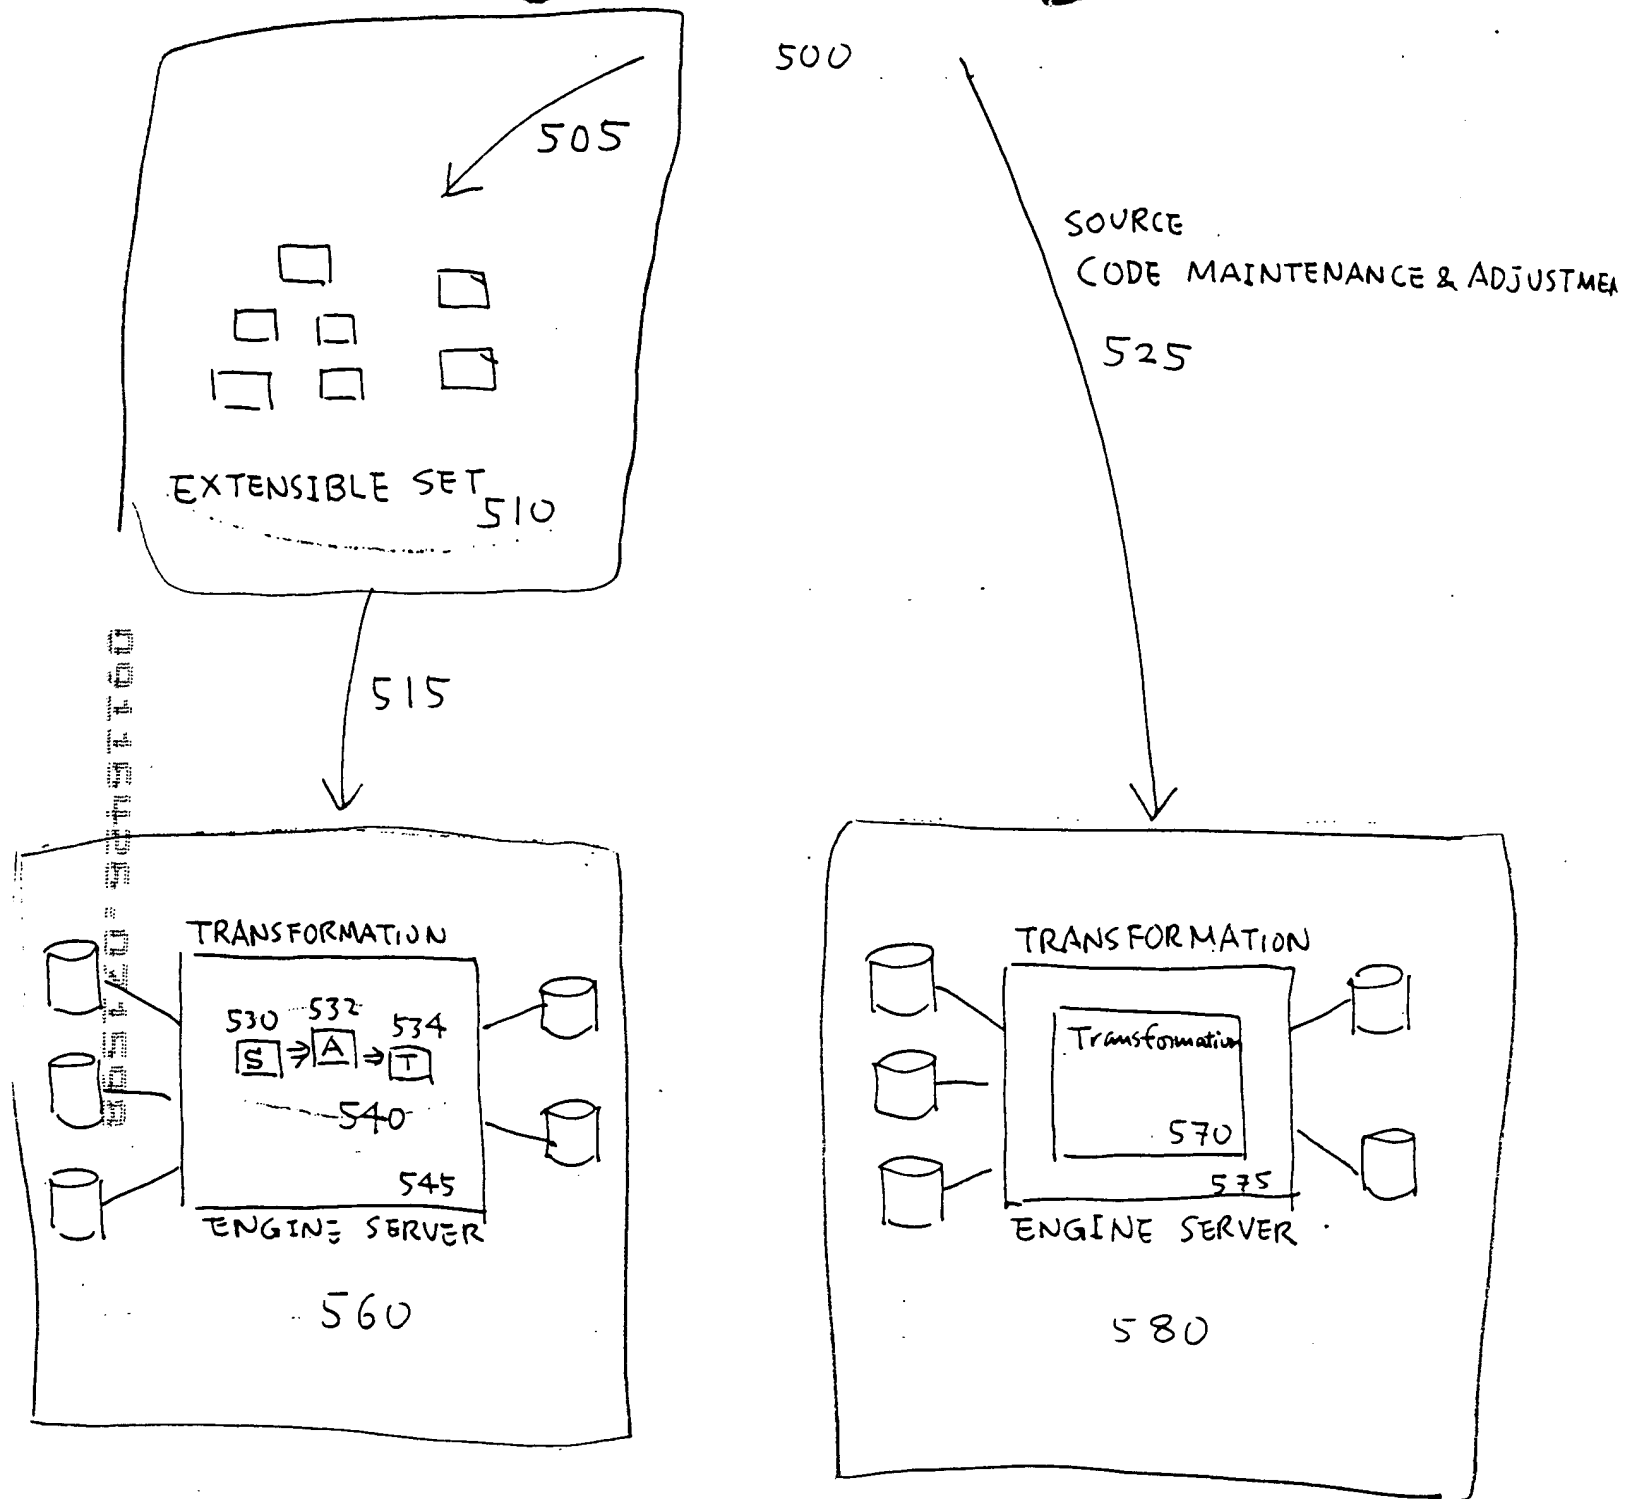 500
505
SOURCE
CODE MAINTENANCE & ADJUSTMEN
525
EXTENSIBLE SET
510
515
TRANSFORMATION
530 532 534
S ⇒ A ⇒ T
540
545
ENGINE SERVER
560
TRANSFORMATION
Transformation
570
575
ENGINE SERVER
580